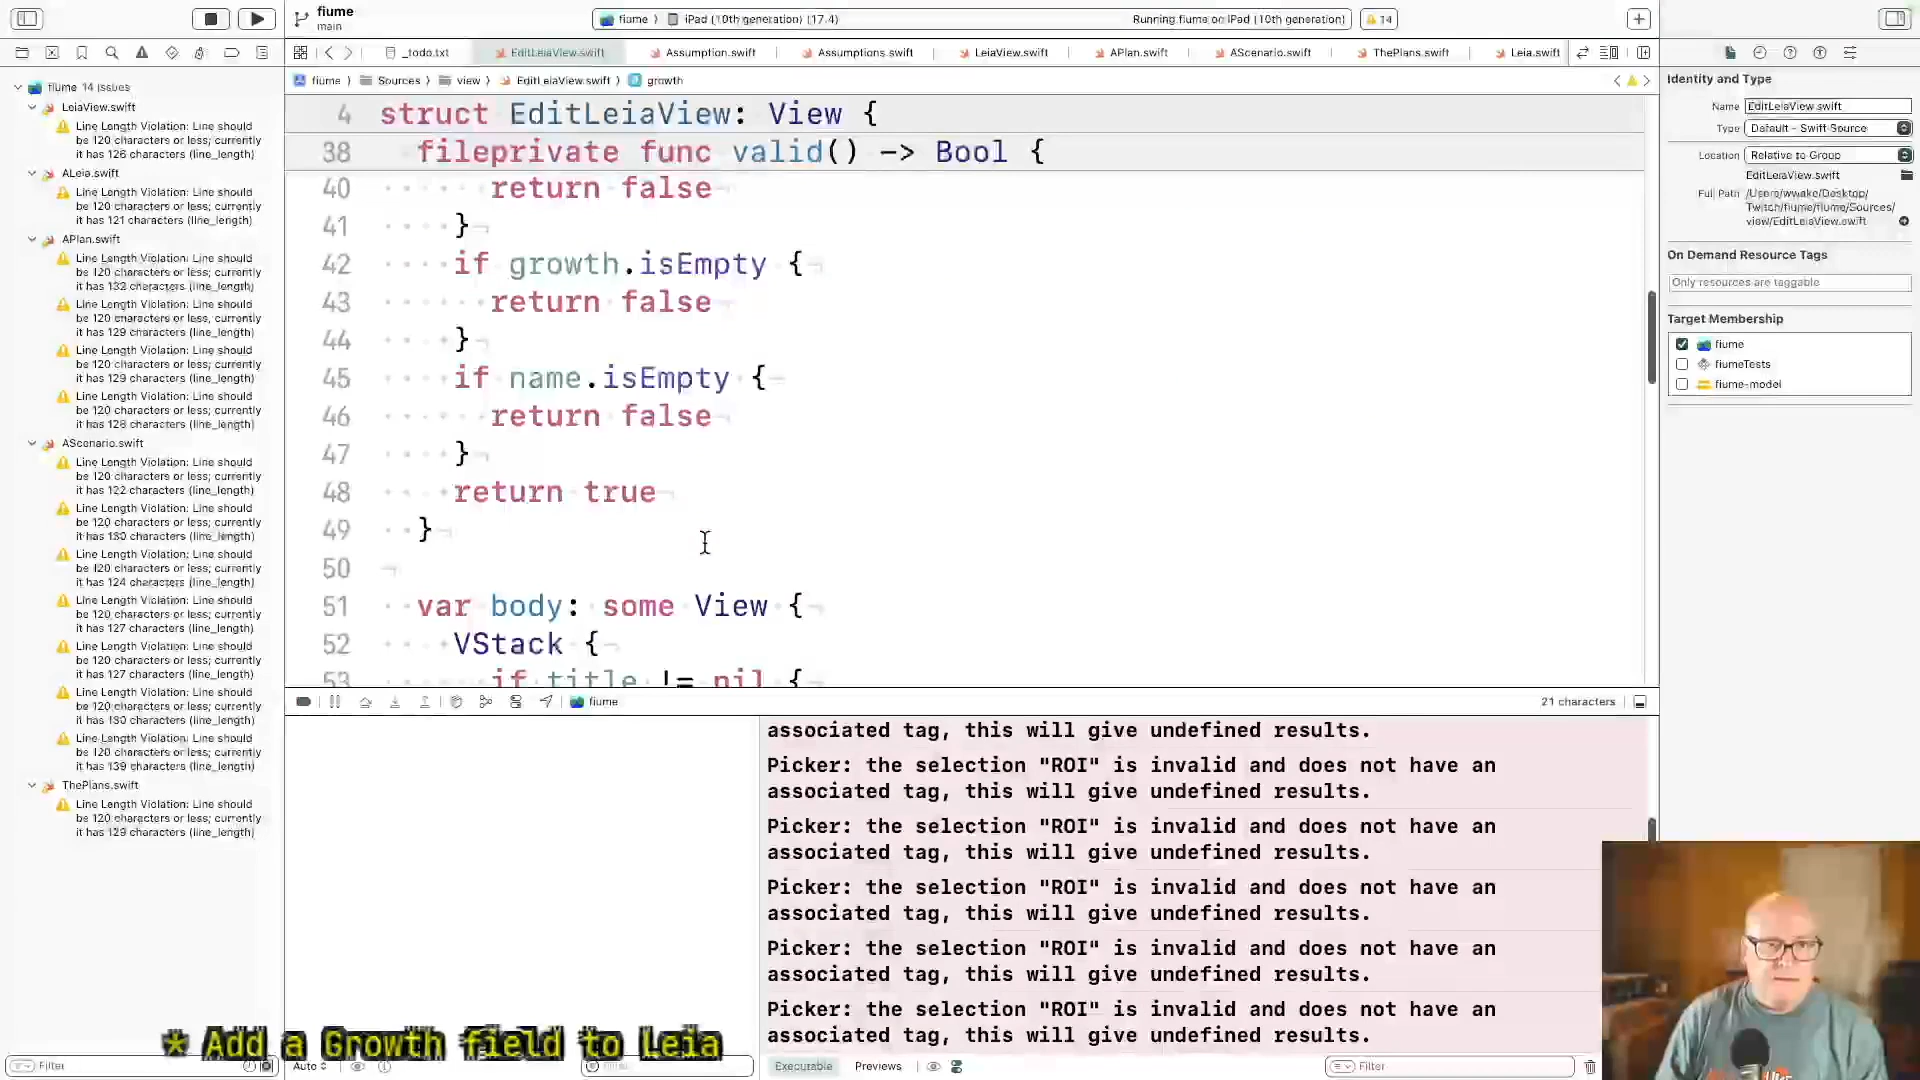 fiume
main
fiume
iPad (10th generation) (17.4)
Running fiume on iPad (10th generation)
14
_todo.txt
EditLeiaView.swift
Assumption.swift
Assumptions.swift
LeiaView.swift
APlan.swift
AScenario.swift
ThePlans.swift
Leia.swift
fiume
Sources
view
EditLeiaView.swift
growth
fiume 14 issues
LeiaView.swift
Line Length Violation: Line should
be 120 characters or less; currently
it has 126 characters (line_length)
ALeia.swift
Line Length Violation: Line should
be 120 characters or less; currently
it has 121 characters (line_length)
APlan.swift
Line Length Violation: Line should
be 120 characters or less; currently
it has 132 characters (line_length)
Line Length Violation: Line should
be 120 characters or less; currently
it has 129 characters (line_length)
Line Length Violation: Line should
be 120 characters or less; currently
it has 129 characters (line_length)
Line Length Violation: Line should
be 120 characters or less; currently
it has 128 characters (line_length)
AScenario.swift
Line Length Violation: Line should
be 120 characters or less; currently
it has 122 characters (line_length)
Line Length Violation: Line should
be 120 characters or less; currently
it has 130 characters (line_length)
Line Length Violation: Line should
be 120 characters or less; currently
it has 124 characters (line_length)
Line Length Violation: Line should
be 120 characters or less; currently
it has 127 characters (line_length)
Line Length Violation: Line should
be 120 characters or less; currently
it has 127 characters (line_length)
Line Length Violation: Line should
be 120 characters or less; currently
it has 130 characters (line_length)
Line Length Violation: Line should
be 120 characters or less; currently
it has 139 characters (line_length)
ThePlans.swift
Line Length Violation: Line should
be 120 characters or less; currently
it has 129 characters (line_length)
Filter
4 struct EditLeiaView: View {
38 fileprivate func valid() -> Bool {
40 return false
41 }
42 if growth.isEmpty {
43 return false
44 }
45 if name.isEmpty {
46 return false
47 }
48 return true
49 }
50
51 var body: some View {
52 VStack {
53 if title != nil {
fiume
21 characters
associated tag, this will give undefined results.
Picker: the selection "ROI" is invalid and does not have an
associated tag, this will give undefined results.
Picker: the selection "ROI" is invalid and does not have an
associated tag, this will give undefined results.
Picker: the selection "ROI" is invalid and does not have an
associated tag, this will give undefined results.
Picker: the selection "ROI" is invalid and does not have an
associated tag, this will give undefined results.
Picker: the selection "ROI" is invalid and does not have an
associated tag, this will give undefined results.
* Add a Growth field to Leia
Auto
Filter
Executable
Previews
Filter
Identity and Type
Name EditLeiaView.swift
Type Default - Swift Source
Location Relative to Group
EditLeiaView.swift
Full Path /Users/wwake/Desktop/
Twitch/fiume/fiume/Sources/
view/EditLeiaView.swift
On Demand Resource Tags
Only resources are taggable
Target Membership
fiume
fiumeTests
fiume-model